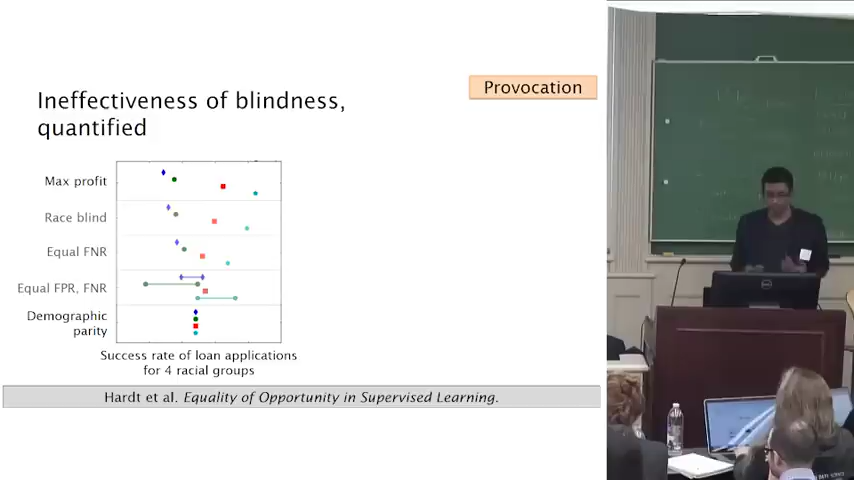 Ineffectiveness of blindness,
quantified
Provocation
Max profit
Race blind
Equal FNR
Equal FPR, FNR
Demographic
parity
Success rate of loan applications
for 4 racial groups
Hardt et al. Equality of Opportunity in Supervised Learning.